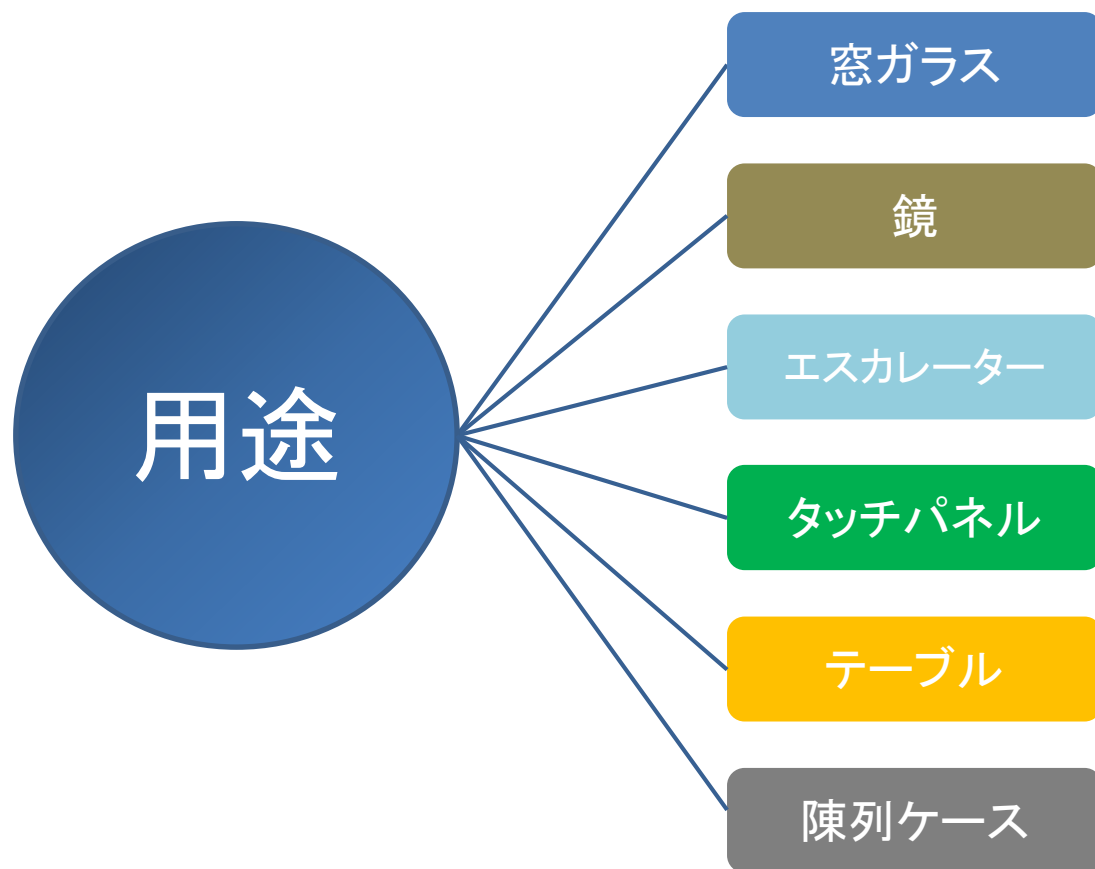 用途
窓ガラス
鏡
エスカレーター
タッチパネル
テーブル
陳列ケース